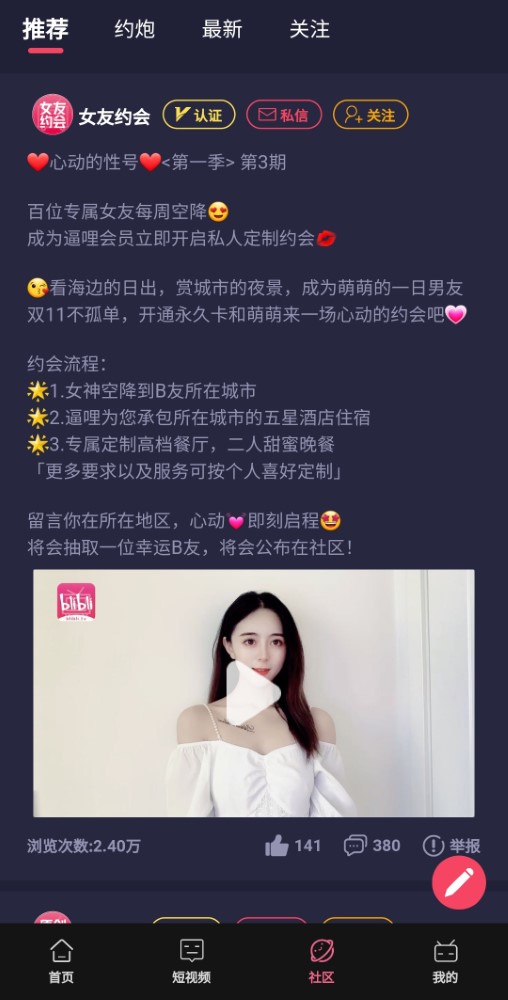 推荐 约炮 最新 关注
女友约会 女友约会 认证 私信 关注
❤️心动的性号❤️<第一季> 第3期
百位专属女友每周空降😍
成为逼哩会员立即开启私人定制约会💋
😘看海边的日出，赏城市的夜景，成为萌萌的一日男友
双11不孤单，开通永久卡和萌萌来一场心动的约会吧💗
约会流程：
🌟1.女神空降到B友所在城市
🌟2.逼哩为您承包所在城市的五星酒店住宿
🌟3.专属定制高档餐厅，二人甜蜜晚餐
「更多要求以及服务可按个人喜好定制」
留言你在所在地区，心动💓即刻启程🤩
将会抽取一位幸运B友，将会公布在社区！
blibli
浏览次数:2.40万 141 380 举报
首页 短视频 社区 我的